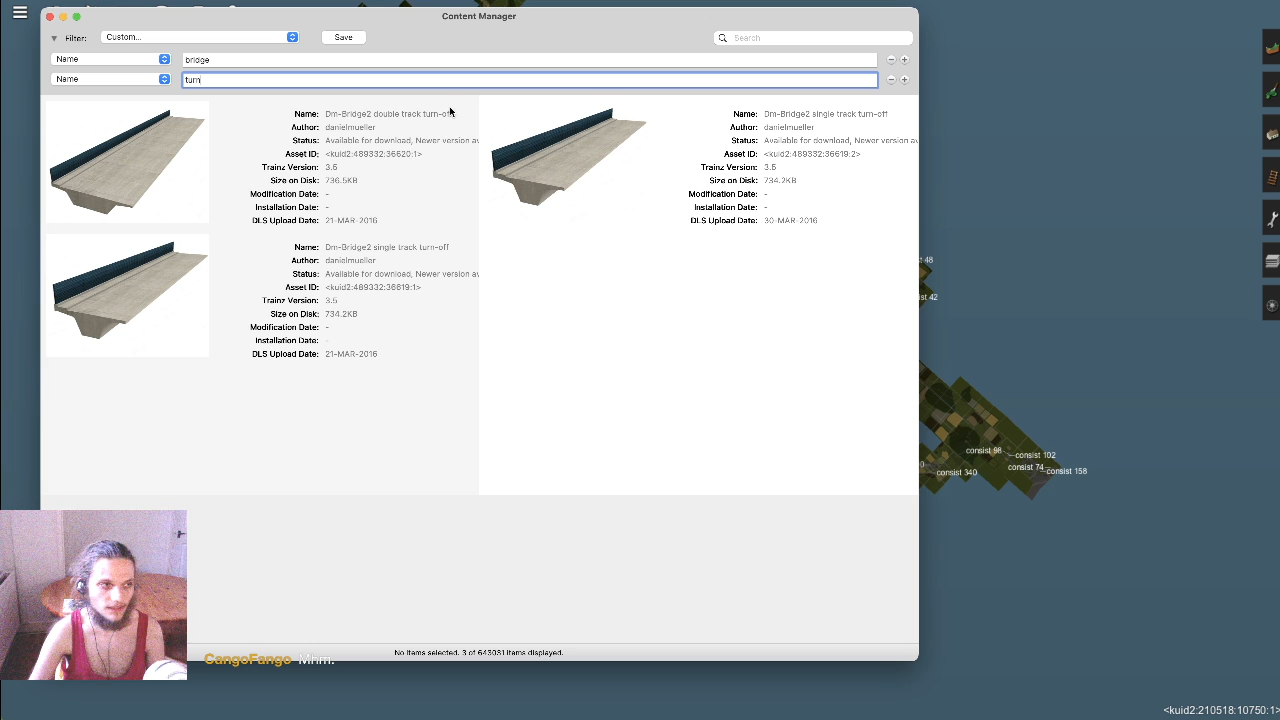 Content Manager
Filter: Custom... Save Search
Name bridge
Name turn
Name: Dm-Bridge2 double track turn-off
Author: danielmueller
Status: Available for download, Newer version av
Asset ID: <kuid2:489332:36620:1>
Trainz Version: 3.5
Size on Disk: 736.5KB
Modification Date: -
Installation Date: -
DLS Upload Date: 21-MAR-2016
Name: Dm-Bridge2 single track turn-off
Author: danielmueller
Status: Available for download, Newer version av
Asset ID: <kuid2:489332:36619:2>
Trainz Version: 3.5
Size on Disk: 734.2KB
Modification Date: -
Installation Date: -
DLS Upload Date: 30-MAR-2016
Name: Dm-Bridge2 single track turn-off
Author: danielmueller
Status: Available for download, Newer version av
Asset ID: <kuid2:489332:36619:1>
Trainz Version: 3.5
Size on Disk: 734.2KB
Modification Date: -
Installation Date: -
DLS Upload Date: 21-MAR-2016
t 48
st 42
consist 98
consist 102
consist 74
consist 158
0
consist 340
No items selected. 3 of 643031 items displayed.
CangoFango Mhm.
<kuid2:210518:10750:1>